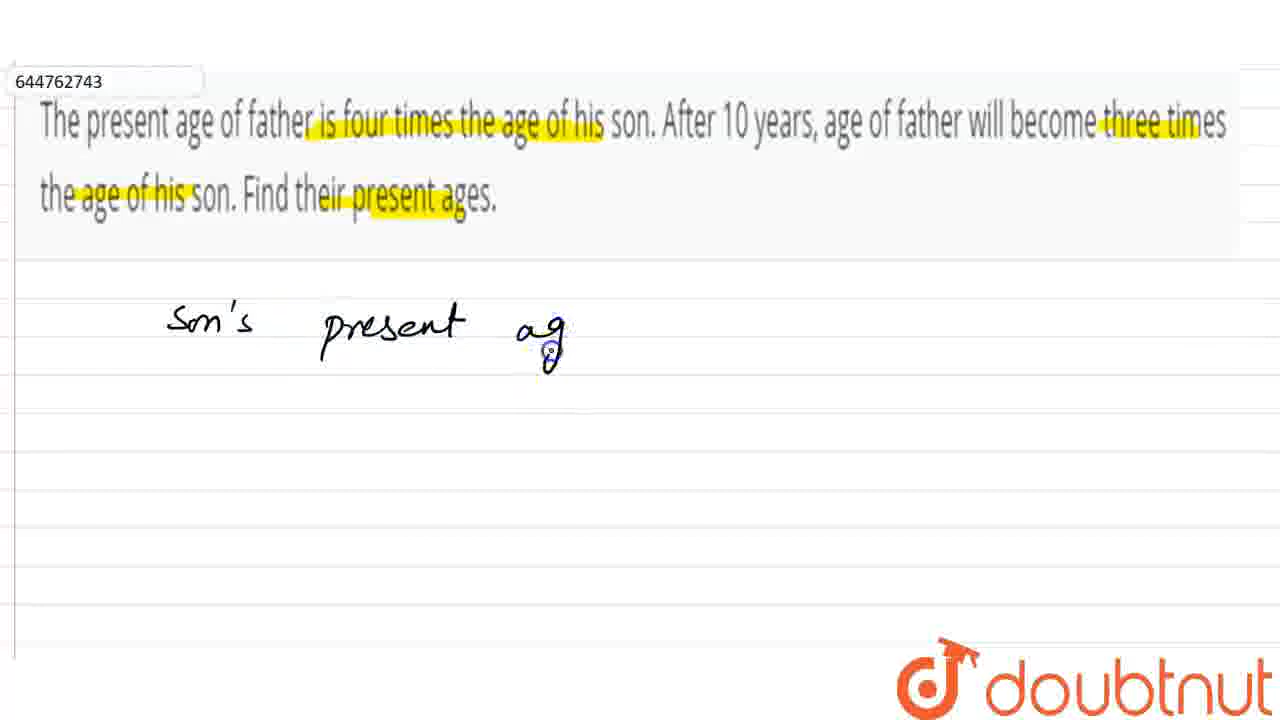 644762743
The present age of father is four times the age of his son. After 10 years, age of father will become three times
the age of his son. Find their present ages.
son's present ag
doubtnut